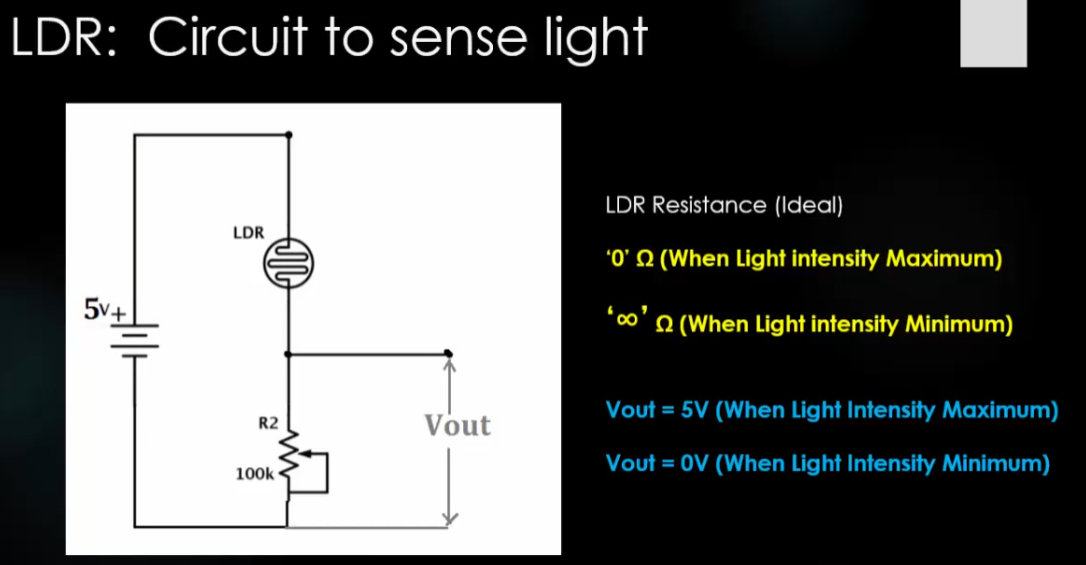 LDR: Circuit to sense light
LDR
5v+
R2
100k
Vout
LDR Resistance (Ideal)
‘0’ Ω (When Light intensity Maximum)
‘∞’ Ω (When Light intensity Minimum)
Vout = 5V (When Light Intensity Maximum)
Vout = 0V (When Light Intensity Minimum)